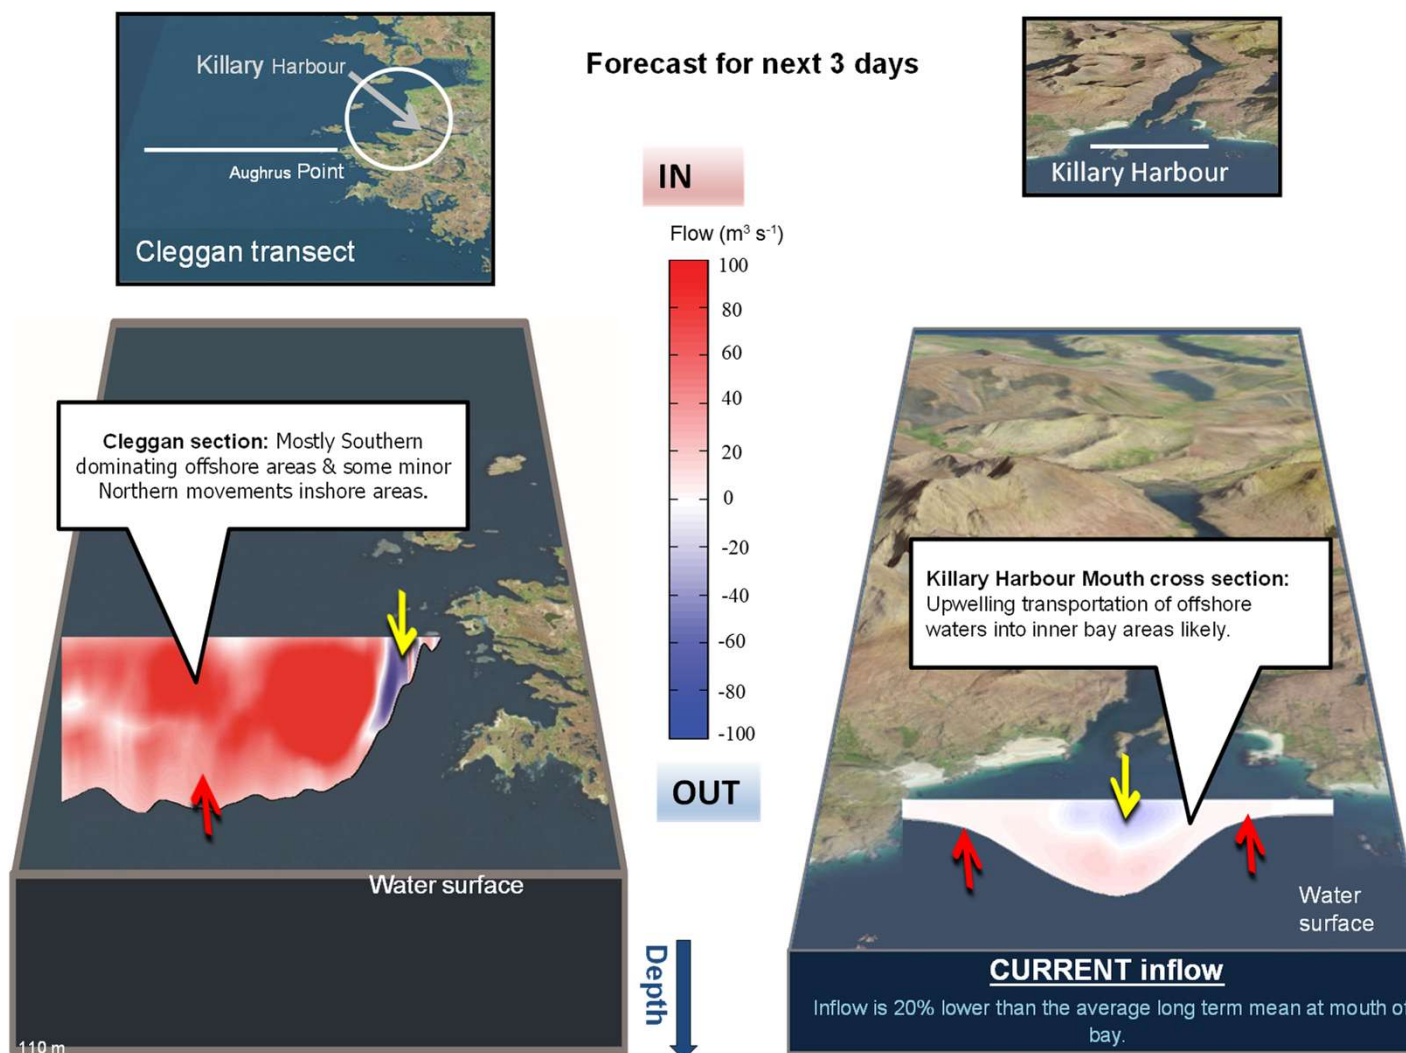 Forecast for next 3 days
Killary Harbour
Aughrus Point
Cleggan transect
Killary Harbour
IN
Flow (m³ s⁻¹)
100
80
60
40
20
0
-20
-40
-60
-80
-100
OUT
Cleggan section: Mostly Southern
dominating offshore areas & some minor
Northern movements inshore areas.
Water surface
110 m
Depth
Killary Harbour Mouth cross section:
Upwelling transportation of offshore
waters into inner bay areas likely.
Water
surface
CURRENT inflow
Inflow is 20% lower than the average long term mean at mouth of
bay.